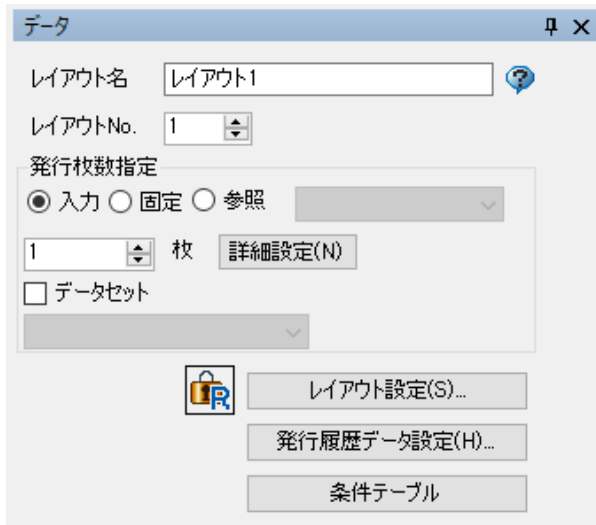 データ
レイアウト名 レイアウト1
レイアウトNo. 1
発行枚数指定
入力 固定 参照
1 枚 詳細設定(N)
データセット
R
レイアウト設定(S)...
発行履歴データ設定(H)...
条件テーブル